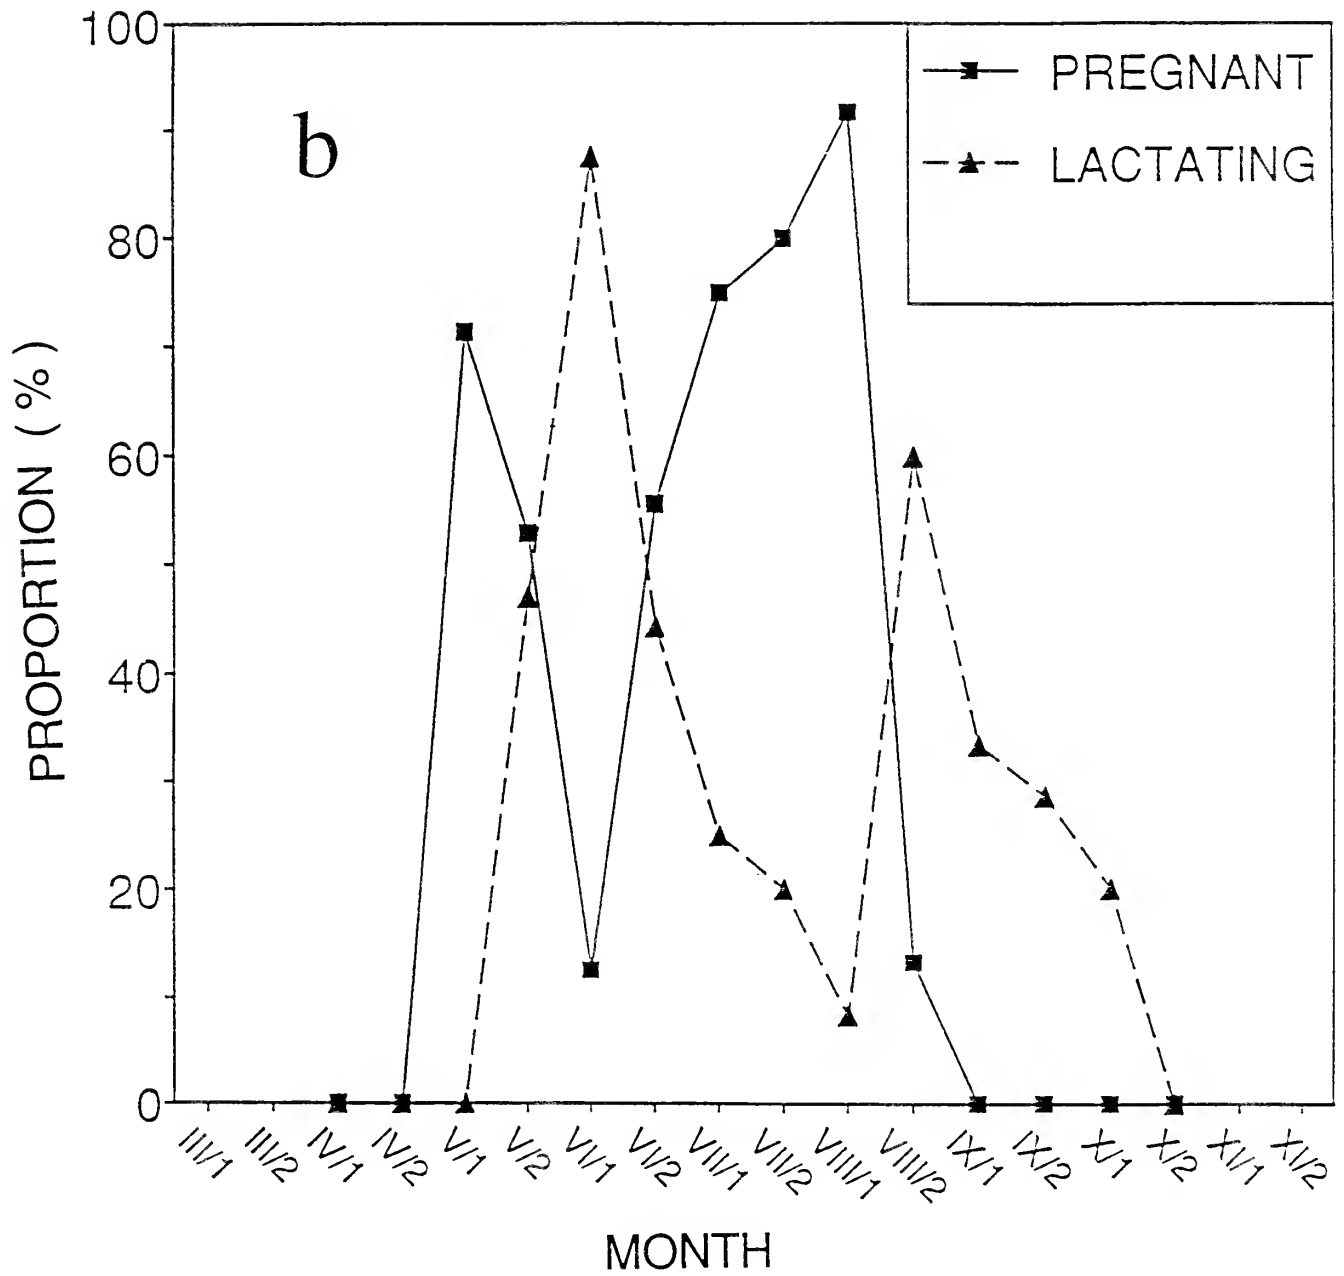 100
80
60
40
20
0
PROPORTION (%)
b
PREGNANT
LACTATING
III/1
III/2
IV/1
IV/2
V/1
V/2
VI/1
VI/2
VII/1
VII/2
VIII/1
VIII/2
IX/1
IX/2
X/1
X/2
XI/1
XI/2
MONTH